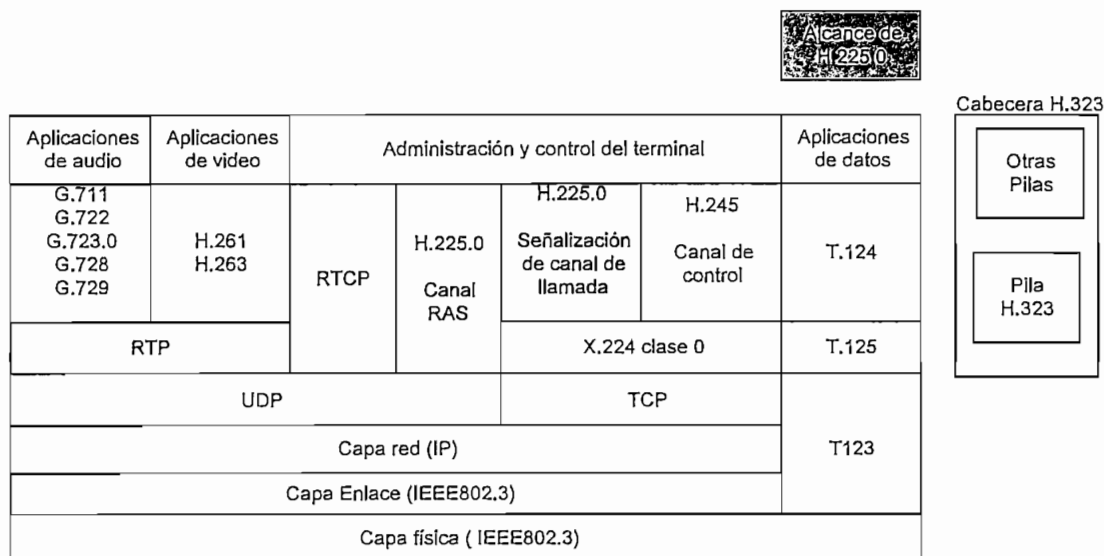 Alcance de
H.225.0
Cabecera H.323
Otras
Pilas
Pila
H.323
Aplicaciones
de audio
Aplicaciones
de video
Administración y control del terminal
Aplicaciones
de datos
G.711
G.722
G.723.0
G.728
G.729
H.261
H.263
RTCP
H.225.0
Canal
RAS
H.225.0
Señalización
de canal de
llamada
H.245
Canal de
control
T.124
RTP
X.224 clase 0
T.125
UDP
TCP
T123
Capa red (IP)
Capa Enlace (IEEE802.3)
Capa física ( IEEE802.3)